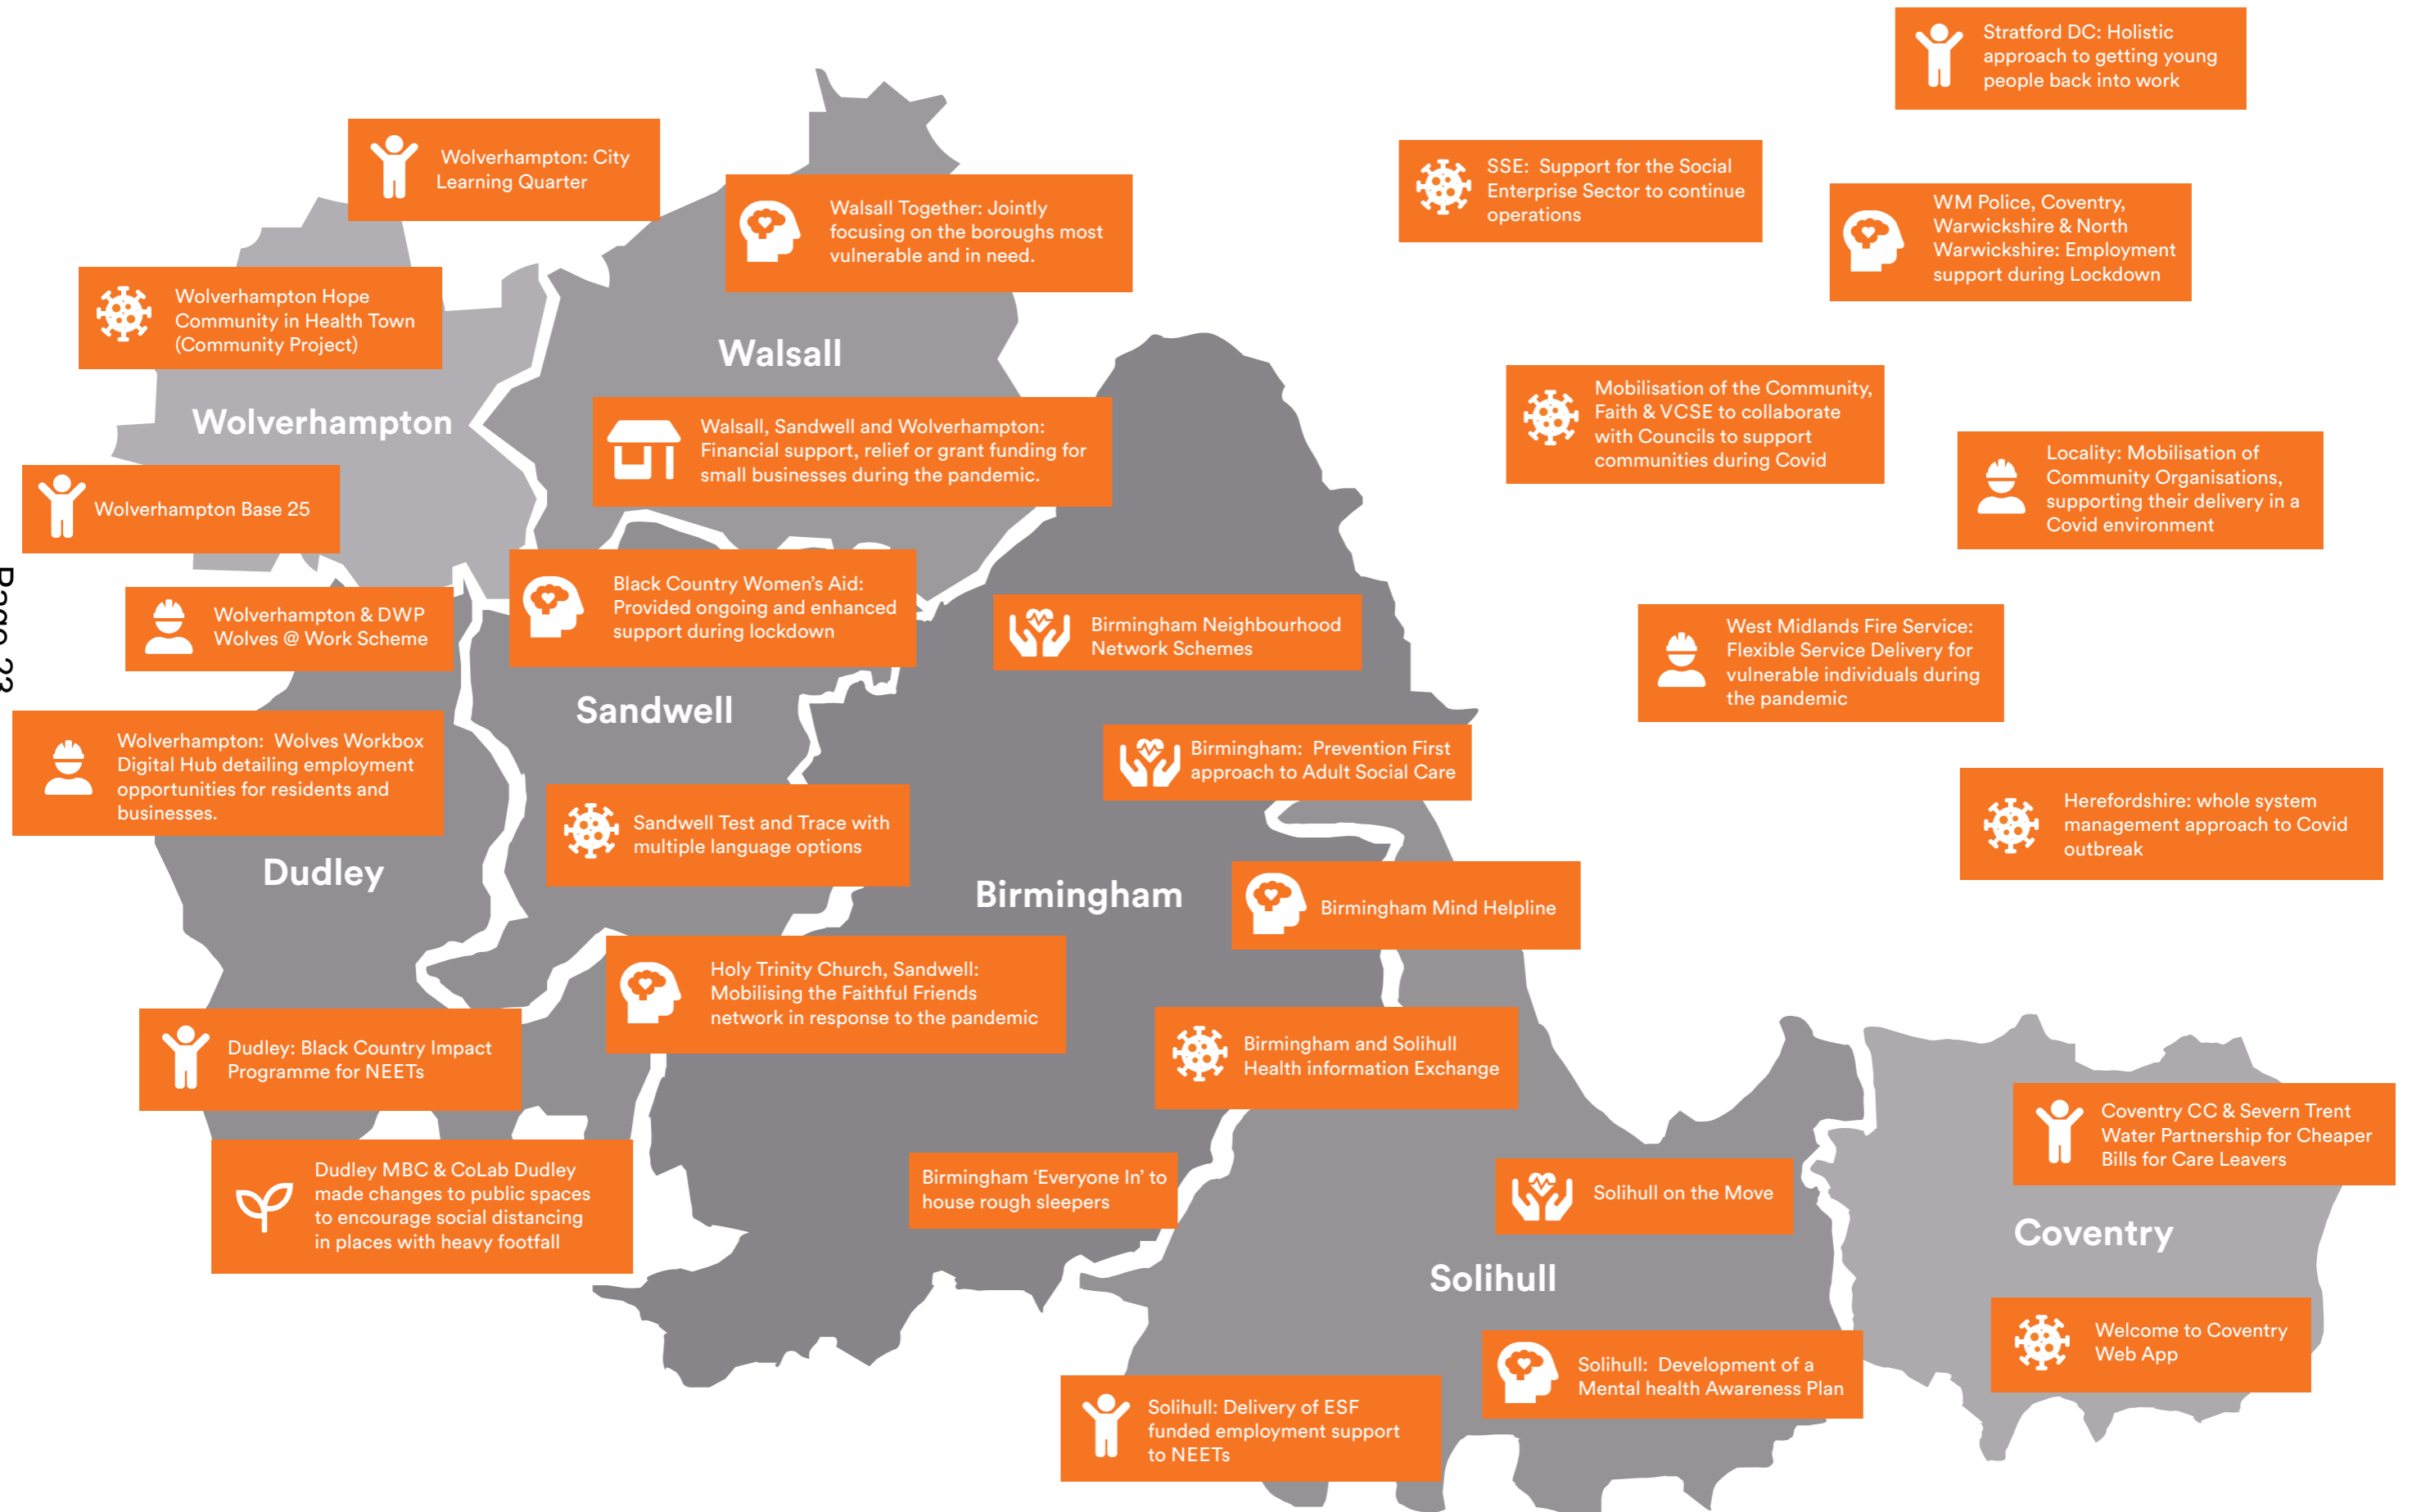 Stratford DC: Holistic
approach to getting young
people back into work
Wolverhampton: City
Learning Quarter
SSE: Support for the Social
Enterprise Sector to continue
operations
Walsall Together: Jointly
focusing on the boroughs most
vulnerable and in need.
WM Police, Coventry,
Warwickshire & North
Warwickshire: Employment
support during Lockdown
Wolverhampton Hope
Community in Health Town
(Community Project)
Walsall
Wolverhampton
Mobilisation of the Community,
Faith & VCSE to collaborate
with Councils to support
communities during Covid
Walsall, Sandwell and Wolverhampton:
Financial support, relief or grant funding for
small businesses during the pandemic.
Locality: Mobilisation of
Community Organisations,
supporting their delivery in a
Covid environment
Wolverhampton Base 25
Wolverhampton & DWP
Wolves @ Work Scheme
Black Country Women's Aid:
Provided ongoing and enhanced
support during lockdown
Birmingham Neighbourhood
Network Schemes
West Midlands Fire Service:
Flexible Service Delivery for
vulnerable individuals during
the pandemic
Page 23
Sandwell
Wolverhampton: Wolves Workbox
Digital Hub detailing employment
opportunities for residents and
businesses.
Birmingham: Prevention First
approach to Adult Social Care
Sandwell Test and Trace with
multiple language options
Herefordshire: whole system
management approach to Covid
outbreak
Dudley
Birmingham
Birmingham Mind Helpline
Holy Trinity Church, Sandwell:
Mobilising the Faithful Friends
network in response to the pandemic
Dudley: Black Country Impact
Programme for NEETs
Birmingham and Solihull
Health information Exchange
Coventry CC & Severn Trent
Water Partnership for Cheaper
Bills for Care Leavers
Dudley MBC & CoLab Dudley
made changes to public spaces
to encourage social distancing
in places with heavy footfall
Birmingham ‘Everyone In’ to
house rough sleepers
Solihull on the Move
Coventry
Solihull
Welcome to Coventry
Web App
Solihull: Development of a
Mental health Awareness Plan
Solihull: Delivery of ESF
funded employment support
to NEETs